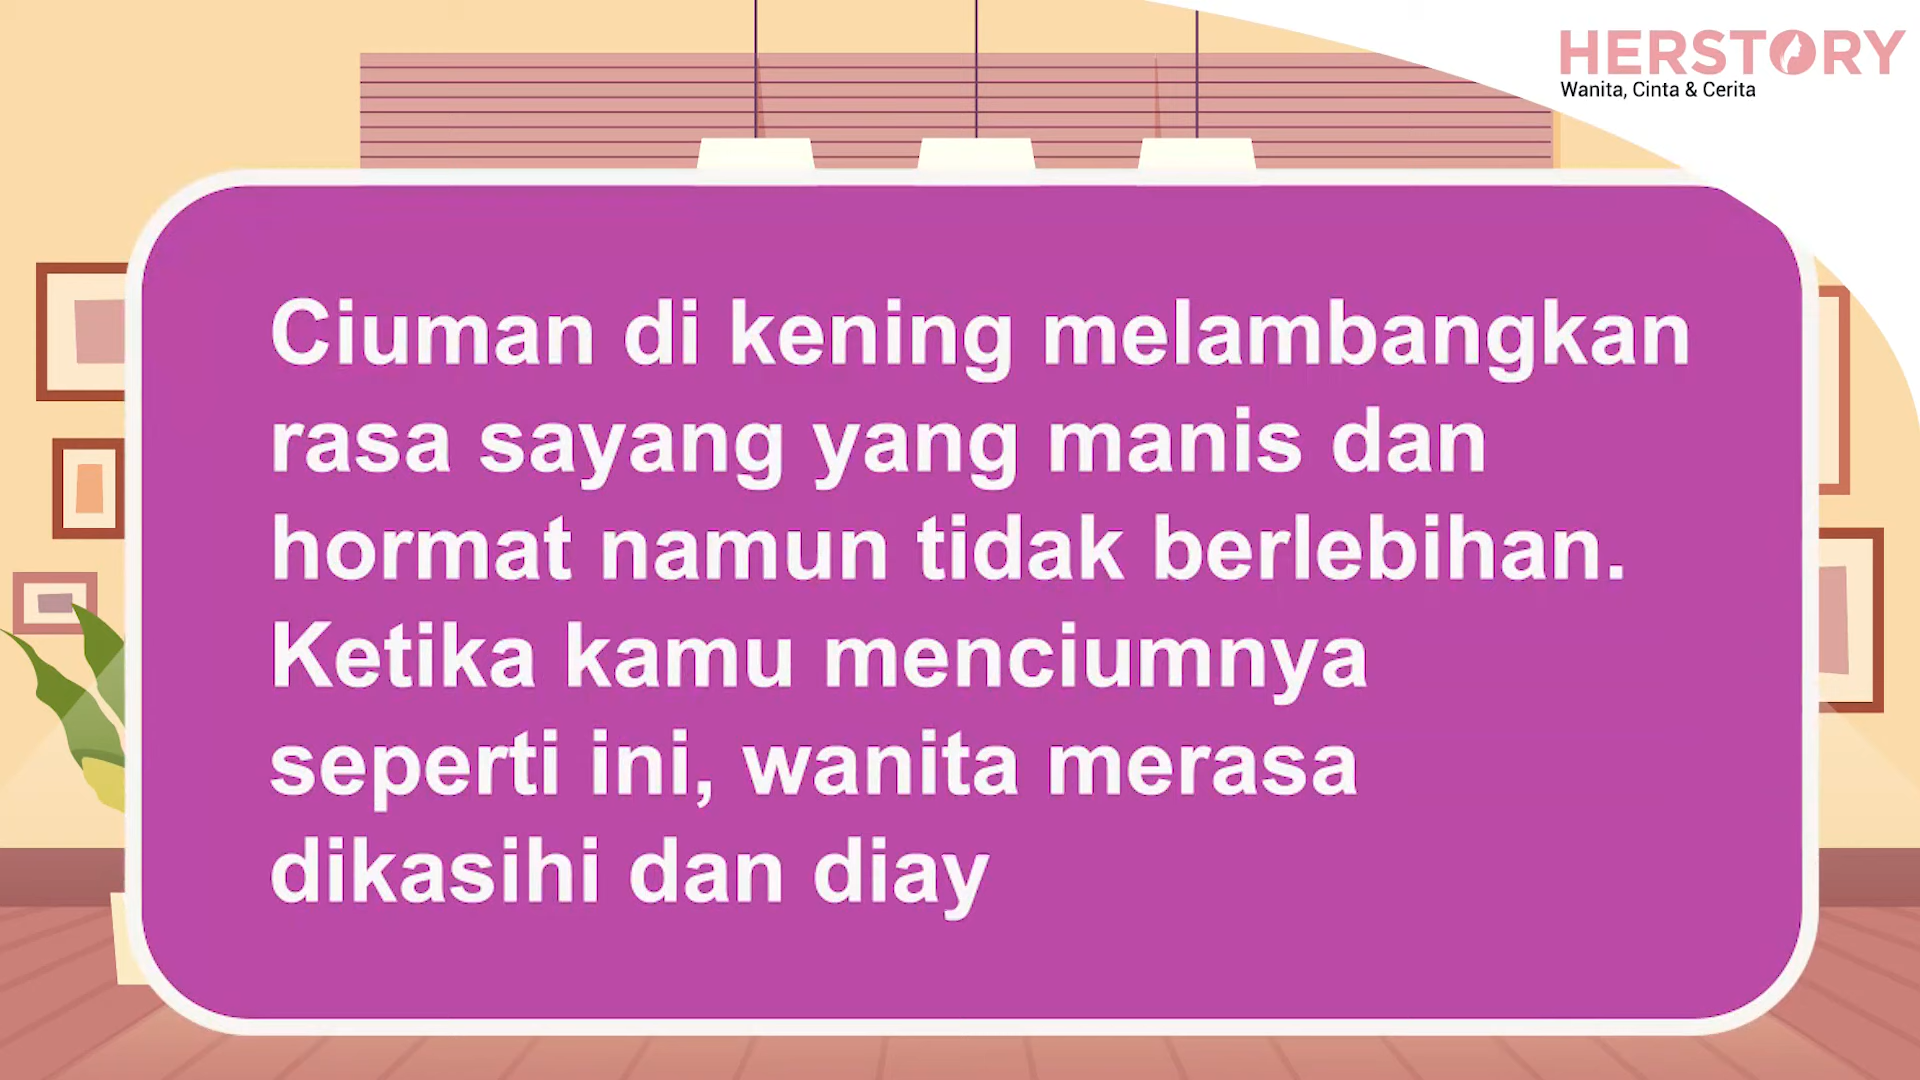 HERSTORY
Wanita, Cinta & Cerita
Ciuman di kening melambangkan
rasa sayang yang manis dan
hormat namun tidak berlebihan.
Ketika kamu menciumnya
seperti ini, wanita merasa
dikasihi dan diay